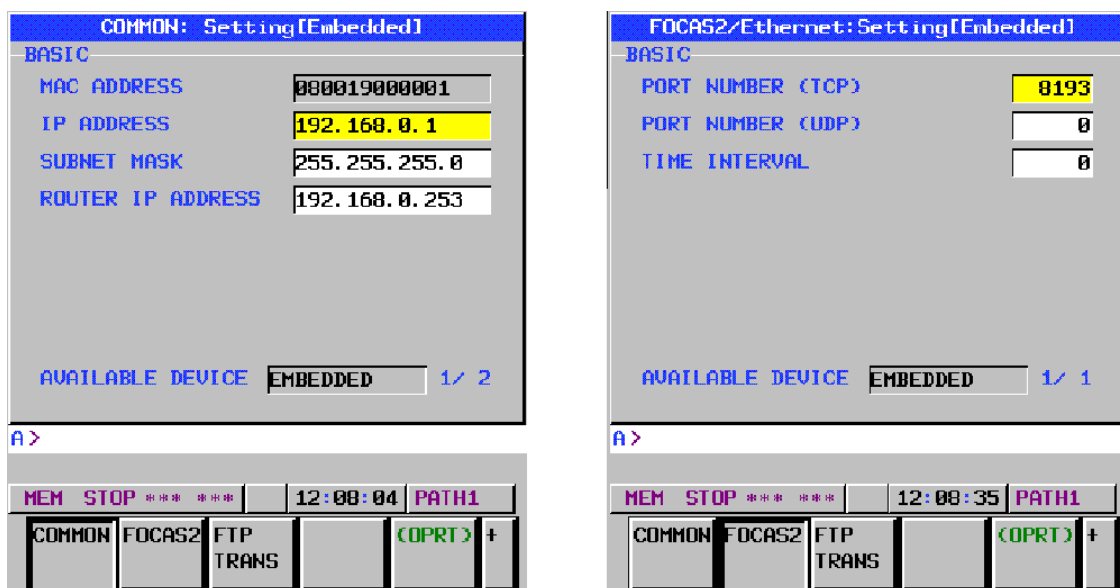 COMMON: Setting[Embedded]
BASIC
MAC ADDRESS 080019000001
IP ADDRESS 192.168.0.1
SUBNET MASK 255.255.255.0
ROUTER IP ADDRESS 192.168.0.253
AVAILABLE DEVICE EMBEDDED 1/ 2
A>
MEM STOP *** *** 12:08:04 PATH1
COMMON FOCAS2 FTP TRANS (OPRT) +
FOCAS2/Ethernet:Setting[Embedded]
BASIC
PORT NUMBER (TCP) 8193
PORT NUMBER (UDP) 0
TIME INTERVAL 0
AVAILABLE DEVICE EMBEDDED 1/ 1
A>
MEM STOP *** *** 12:08:35 PATH1
COMMON FOCAS2 FTP TRANS (OPRT) +